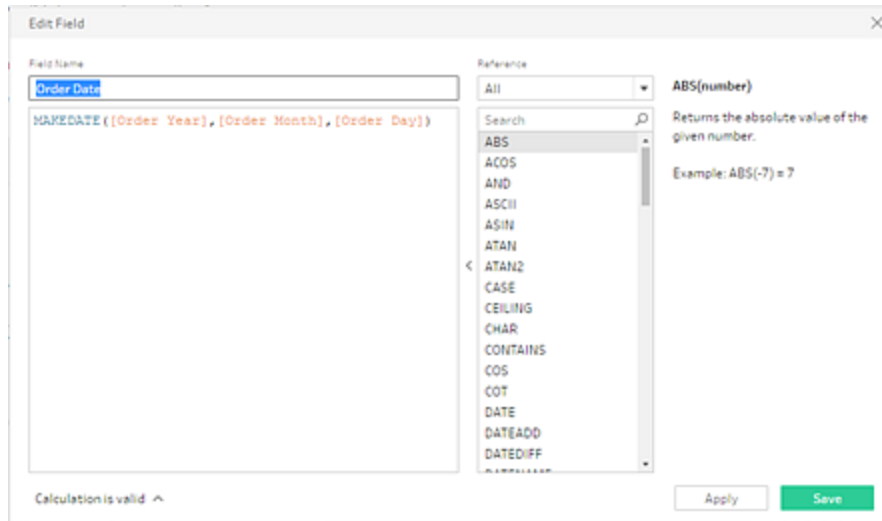 Edit Field
Field Name
Order Date
MAKEDATE([Order Year],[Order Month],[Order Day])
Reference
All
Search
ABS
ACOS
AND
ASCII
ASIN
ATAN
ATAN2
CASE
CEILING
CHAR
CONTAINS
COS
COT
DATE
DATEADD
DATEDIFF
DATENAME
ABS(number)
Returns the absolute value of the
given number.
Example: ABS(-7) = 7
Calculation is valid
Apply
Save